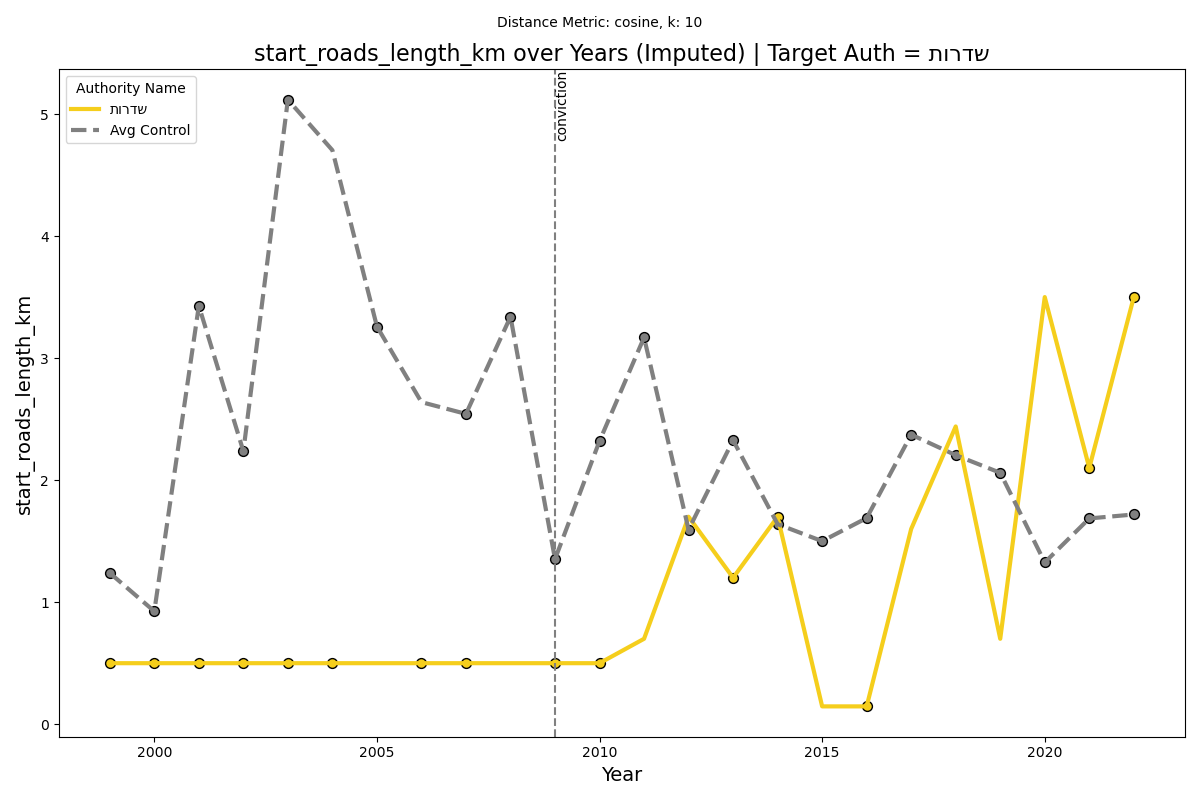 Distance Metric: cosine, k: 10
start_roads_length_km over Years (Imputed) | Target Auth = שדרות
Authority Name
שדרות
Avg Control
conviction
start_roads_length_km
5
4
3
2
1
0
2000 2005 2010 2015 2020
Year